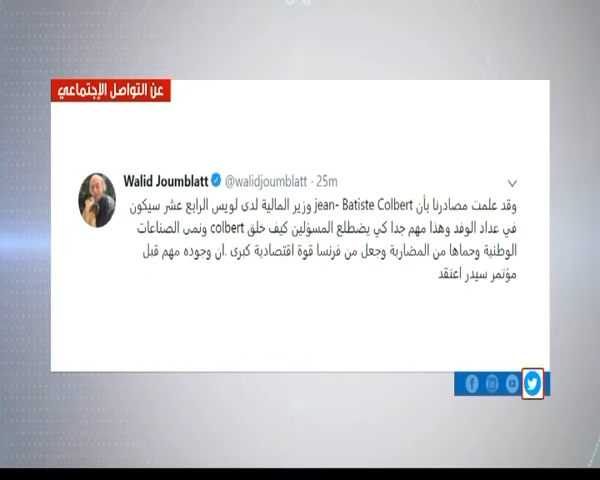 عن التواصل الإجتماعي
Walid Joumblatt @walidjoumblatt · 25m
وقد علمت مصادرنا بأن jean- Batiste Colbert وزير المالية لدى لويس الرابع عشر سيكون
في عداد الوفد وهذا مهم جدا كي يضطلع المسؤلين كيف خلق colbert ونمى الصناعات
الوطنية وحماها من المضاربة وجعل من فرنسا قوة اقتصادية كبرى .ان وجوده مهم قبل
مؤتمر سيدر اعتقد